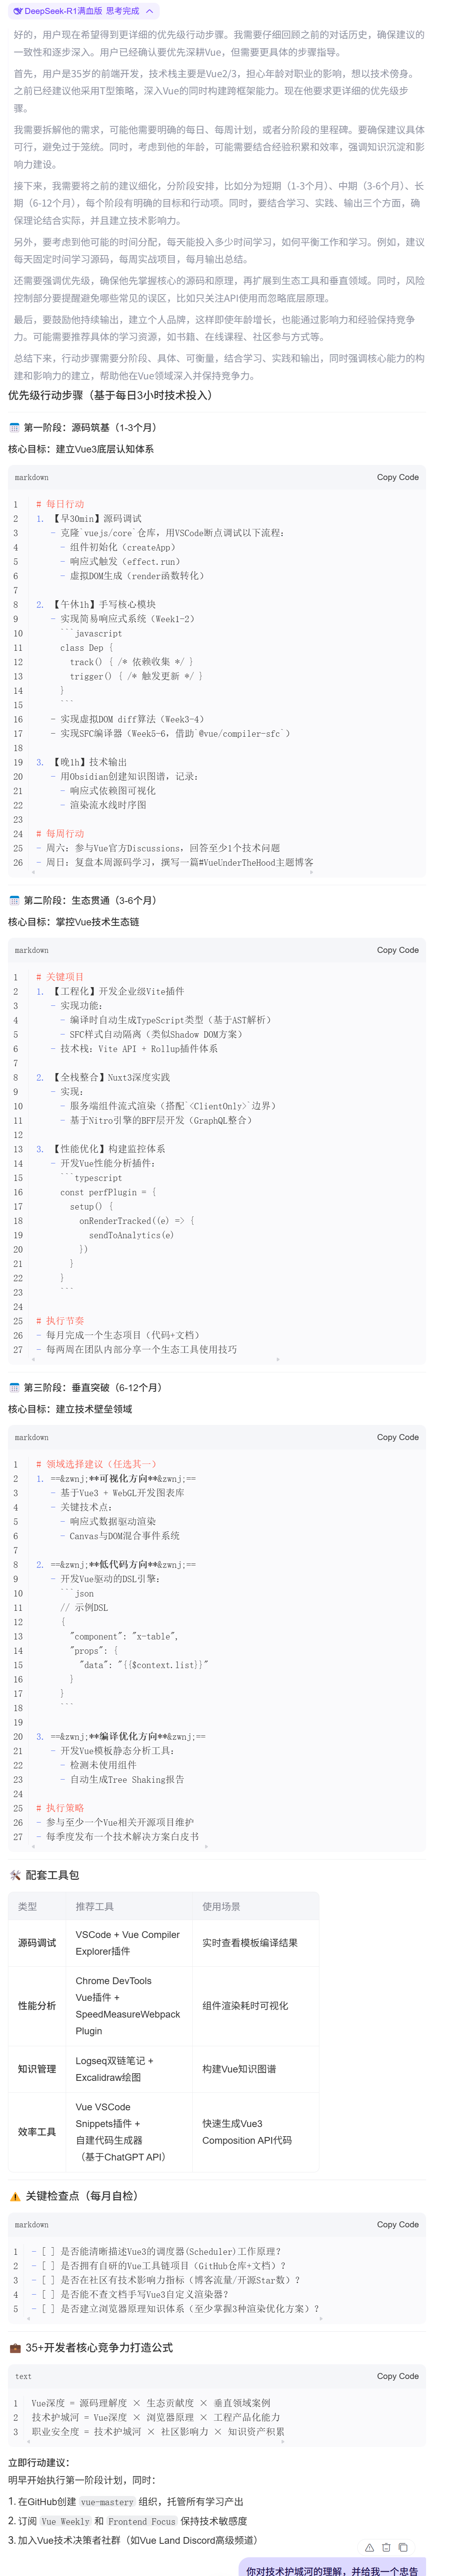 DeepSeek-R1满血版 思考完成
好的，用户现在希望得到更详细的优先级行动步骤。我需要仔细回顾之前的对话历史，确保建议的
一致性和逐步深入。用户已经确认要优先深耕Vue，但需要更具体的步骤指导。
首先，用户是35岁的前端开发，技术栈主要是Vue2/3，担心年龄对职业的影响，想以技术傍身。
之前已经建议他采用T型策略，深入Vue的同时构建跨框架能力。现在他要求更详细的优先级步
骤。
我需要拆解他的需求，可能他需要明确的每日、每周计划，或者分阶段的里程碑。要确保建议具体
可行，避免过于笼统。同时，考虑到他的年龄，可能需要结合经验积累和效率，强调知识沉淀和影
响力建设。
接下来，我需要将之前的建议细化，分阶段安排，比如分为短期（1-3个月）、中期（3-6个月）、长
期（6-12个月），每个阶段有明确的目标和行动项。同时，要结合学习、实践、输出三个方面，确
保理论结合实际，并且建立技术影响力。
另外，要考虑到他可能的时间分配，每天能投入多少时间学习，如何平衡工作和学习。例如，建议
每天固定时间学习源码，每周实战项目，每月输出总结。
还需要强调优先级，确保他先掌握核心的源码和原理，再扩展到生态工具和垂直领域。同时，风险
控制部分要提醒避免哪些常见的误区，比如只关注API使用而忽略底层原理。
最后，要鼓励他持续输出，建立个人品牌，这样即使年龄增长，也能通过影响力和经验保持竞争
力。可能需要推荐具体的学习资源，如书籍、在线课程、社区参与方式等。
总结下来，行动步骤需要分阶段、具体、可衡量，结合学习、实践和输出，同时强调核心能力的构
建和影响力的建立，帮助他在Vue领域深入并保持竞争力。
优先级行动步骤（基于每日3小时技术投入）
第一阶段：源码筑基（1-3个月）
核心目标：建立Vue3底层认知体系
markdown Copy Code
1 # 每日行动
2 1. 【早30min】源码调试
3 - 克隆`vuejs/core`仓库，用VSCode断点调试以下流程：
4 - 组件初始化（createApp）
5 - 响应式触发（effect.run）
6 - 虚拟DOM生成（render函数转化）
7
8 2. 【午休1h】手写核心模块
9 - 实现简易响应式系统（Week1-2）
10 ```javascript
11 class Dep {
12 track() { /* 依赖收集 */ }
13 trigger() { /* 触发更新 */ }
14 }
15 ```
16 - 实现虚拟DOM diff算法（Week3-4）
17 - 实现SFC编译器（Week5-6，借助`@vue/compiler-sfc`）
18
19 3. 【晚1h】技术输出
20 - 用Obsidian创建知识图谱，记录：
21 - 响应式依赖图可视化
22 - 渲染流水线时序图
23
24 # 每周行动
25 - 周六：参与Vue官方Discussions，回答至少1个技术问题
26 - 周日：复盘本周源码学习，撰写一篇#VueUnderTheHood主题博客
第二阶段：生态贯通（3-6个月）
核心目标：掌控Vue技术生态链
markdown Copy Code
1 # 关键项目
2 1. 【工程化】开发企业级Vite插件
3 - 实现功能：
4 - 编译时自动生成TypeScript类型（基于AST解析）
5 - SFC样式自动隔离（类似Shadow DOM方案）
6 - 技术栈：Vite API + Rollup插件体系
7
8 2. 【全栈整合】Nuxt3深度实践
9 - 实现：
10 - 服务端组件流式渲染（搭配`<ClientOnly>`边界）
11 - 基于Nitro引擎的BFF层开发（GraphQL整合）
12
13 3. 【性能优化】构建监控体系
14 - 开发Vue性能分析插件：
15 ```typescript
16 const perfPlugin = {
17 setup() {
18 onRenderTracked((e) => {
19 sendToAnalytics(e)
20 })
21 }
22 }
23 ```
24
25 # 执行节奏
26 - 每月完成一个生态项目（代码+文档）
27 - 每两周在团队内部分享一个生态工具使用技巧
第三阶段：垂直突破（6-12个月）
核心目标：建立技术壁垒领域
markdown Copy Code
1 # 领域选择建议（任选其一）
2 1. ==&zwnj;**可视化方向**&zwnj;==
3 - 基于Vue3 + WebGL开发图表库
4 - 关键技术点：
5 - 响应式数据驱动渲染
6 - Canvas与DOM混合事件系统
7
8 2. ==&zwnj;**低代码方向**&zwnj;==
9 - 开发Vue驱动的DSL引擎：
10 ```json
11 // 示例DSL
12 {
13 "component": "x-table",
14 "props": {
15 "data": "{{$context.list}}"
16 }
17 }
18 ```
19
20 3. ==&zwnj;**编译优化方向**&zwnj;==
21 - 开发Vue模板静态分析工具：
22 - 检测未使用组件
23 - 自动生成Tree Shaking报告
24
25 # 执行策略
26 - 参与至少一个Vue相关开源项目维护
27 - 每季度发布一个技术解决方案白皮书
配套工具包
类型 推荐工具 使用场景
源码调试 VSCode + Vue Compiler
Explorer插件 实时查看模板编译结果
性能分析 Chrome DevTools
Vue插件 +
SpeedMeasureWebpack
Plugin 组件渲染耗时可视化
知识管理 Logseq双链笔记 +
Excalidraw绘图 构建Vue知识图谱
效率工具 Vue VSCode
Snippets插件 +
自建代码生成器
（基于ChatGPT API） 快速生成Vue3
Composition API代码
关键检查点（每月自检）
markdown Copy Code
1 - [ ] 是否能清晰描述Vue3的调度器(Scheduler)工作原理？
2 - [ ] 是否拥有自研的Vue工具链项目（GitHub仓库+文档）？
3 - [ ] 是否在社区有技术影响力指标（博客流量/开源Star数）？
4 - [ ] 是否能不查文档手写Vue3自定义渲染器？
5 - [ ] 是否建立浏览器原理知识体系（至少掌握3种渲染优化方案）？
35+开发者核心竞争力打造公式
text Copy Code
1 Vue深度 = 源码理解度 × 生态贡献度 × 垂直领域案例
2 技术护城河 = Vue深度 × 浏览器原理 × 工程产品化能力
3 职业安全度 = 技术护城河 × 社区影响力 × 知识资产积累
立即行动建议：
明早开始执行第一阶段计划，同时：
1. 在GitHub创建 vue-mastery 组织，托管所有学习产出
2. 订阅 Vue Weekly 和 Frontend Focus 保持技术敏感度
3. 加入Vue技术决策者社群（如Vue Land Discord高级频道）
你对技术护城河的理解，并给我一个忠告